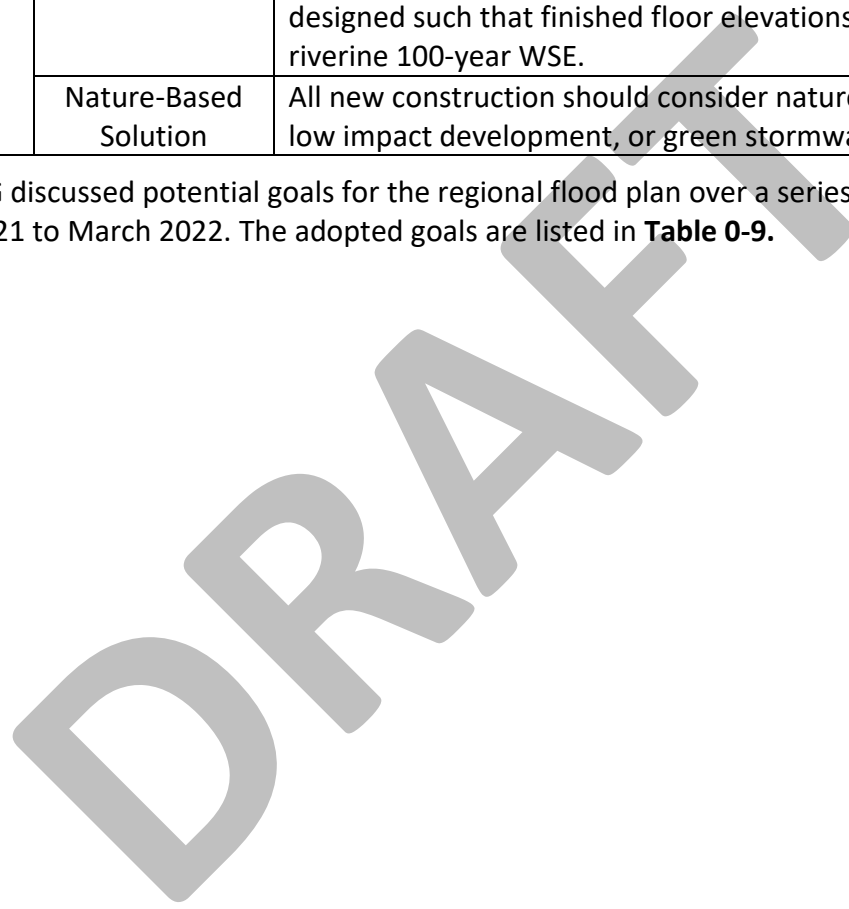 designed such that finished floor elevations
riverine 100-year WSE.
Nature-Based
Solution
All new construction should consider nature
low impact development, or green stormwa
G discussed potential goals for the regional flood plan over a series
21 to March 2022. The adopted goals are listed in Table 0-9.
DRAFT